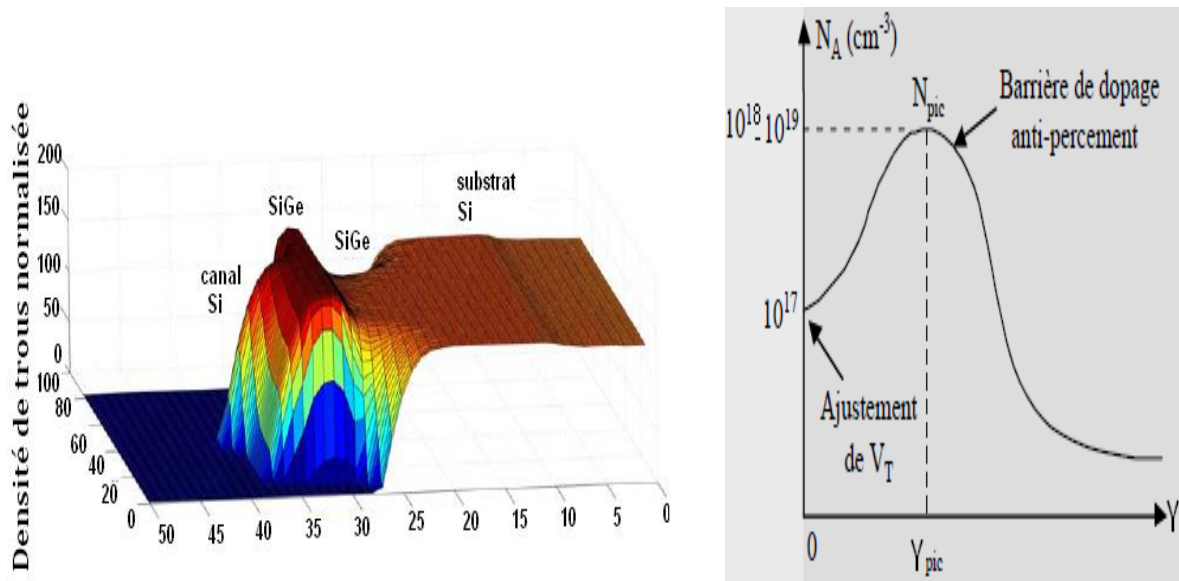 Densité de trous normalisée
200
150
100
50
0
100
80
60
40
20
0
50
45
40
35
30
25
20
15
10
5
0
canal
Si
SiGe
SiGe
substrat
Si
N_A (cm^-3)
10^18-10^19
10^17
N_pic
Barrière de dopage
anti-percement
Ajustement
de V_T
0
Y_pic
Y